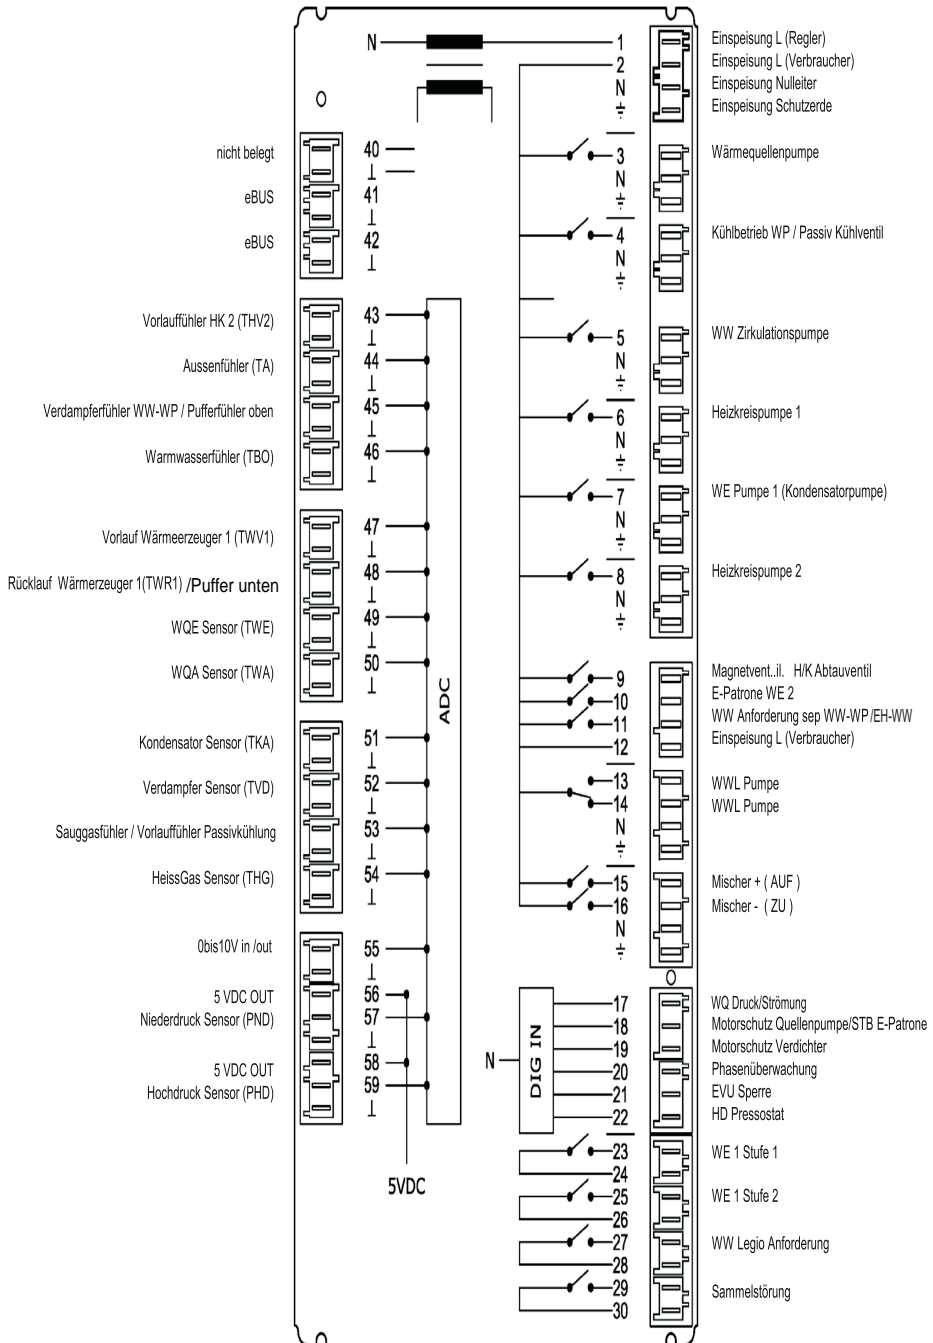 nicht belegt
eBUS
eBUS
Vorlauffühler HK 2 (THV2)
Aussenfühler (TA)
Verdampferfühler WW-WP / Pufferfühler oben
Warmwasserfühler (TBO)
Vorlauf Wärmeerzeuger 1 (TWV1)
Rücklauf Wärmerzeuger 1(TWR1) /Puffer unten
WQE Sensor (TWE)
WQA Sensor (TWA)
Kondensator Sensor (TKA)
Verdampfer Sensor (TVD)
Sauggasfühler / Vorlauffühler Passivkühlung
HeissGas Sensor (THG)
0bis10V in /out
5 VDC OUT
Niederdruck Sensor (PND)
5 VDC OUT
Hochdruck Sensor (PHD)
N
40
41
42
43
44
45
46
47
48
49
50
51
52
53
54
55
56
57
58
59
ADC
5VDC
1
2
N
3
N
4
N
5
N
6
N
7
N
8
N
9
10
11
12
13
14
N
15
16
N
N
DIG IN
17
18
19
20
21
22
23
24
25
26
27
28
29
30
Einspeisung L (Regler)
Einspeisung L (Verbraucher)
Einspeisung Nulleiter
Einspeisung Schutzerde
Wärmequellenpumpe
Kühlbetrieb WP / Passiv Kühlventil
WW Zirkulationspumpe
Heizkreispumpe 1
WE Pumpe 1 (Kondensatorpumpe)
Heizkreispumpe 2
Magnetvent..il. H/K Abtauventil
E-Patrone WE 2
WW Anforderung sep WW-WP/EH-WW
Einspeisung L (Verbraucher)
WWL Pumpe
WWL Pumpe
Mischer + ( AUF )
Mischer - ( ZU )
WQ Druck/Strömung
Motorschutz Quellenpumpe/STB E-Patrone
Motorschutz Verdichter
Phasenüberwachung
EVU Sperre
HD Pressostat
WE 1 Stufe 1
WE 1 Stufe 2
WW Legio Anforderung
Sammelstörung